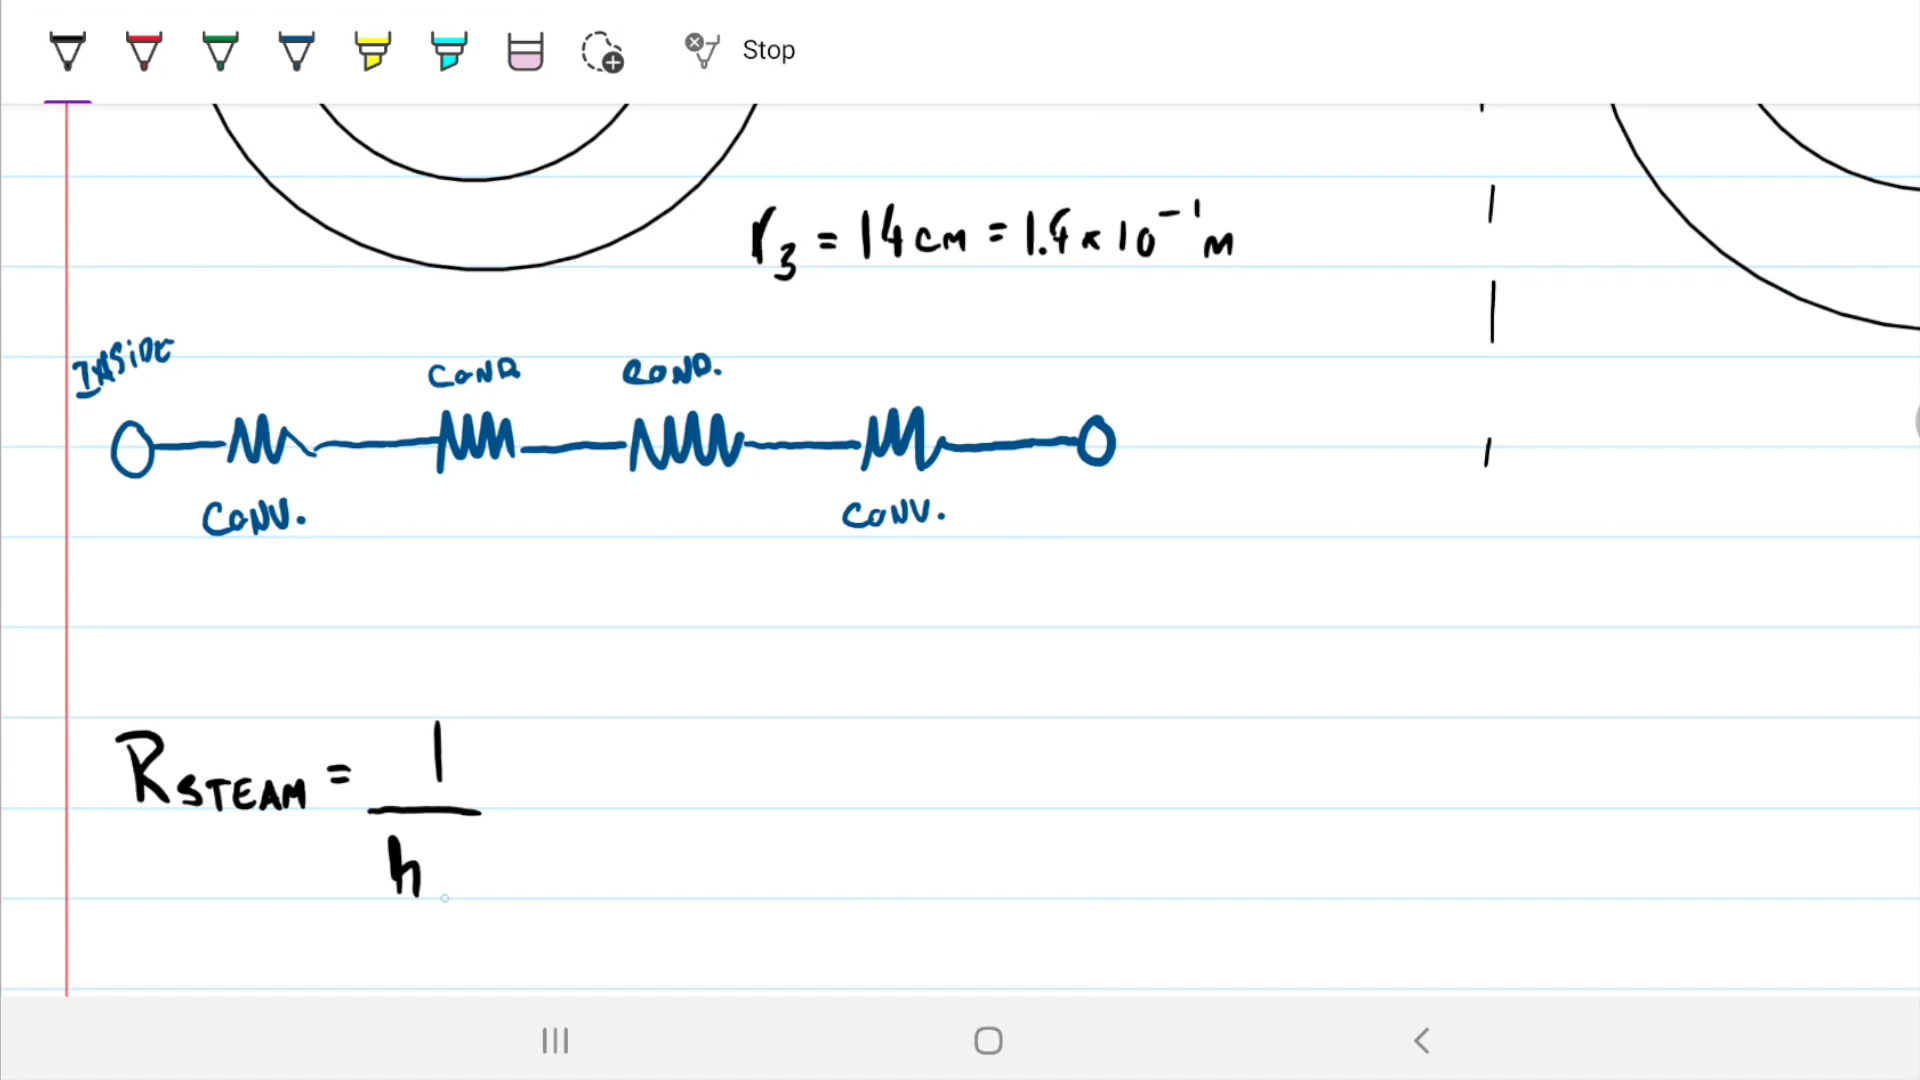 Stop
r3 = 14 cm = 1.4 × 10⁻¹ m
INSIDE
COND COND.
CONV. CONV.
RSTEAM = 1
h